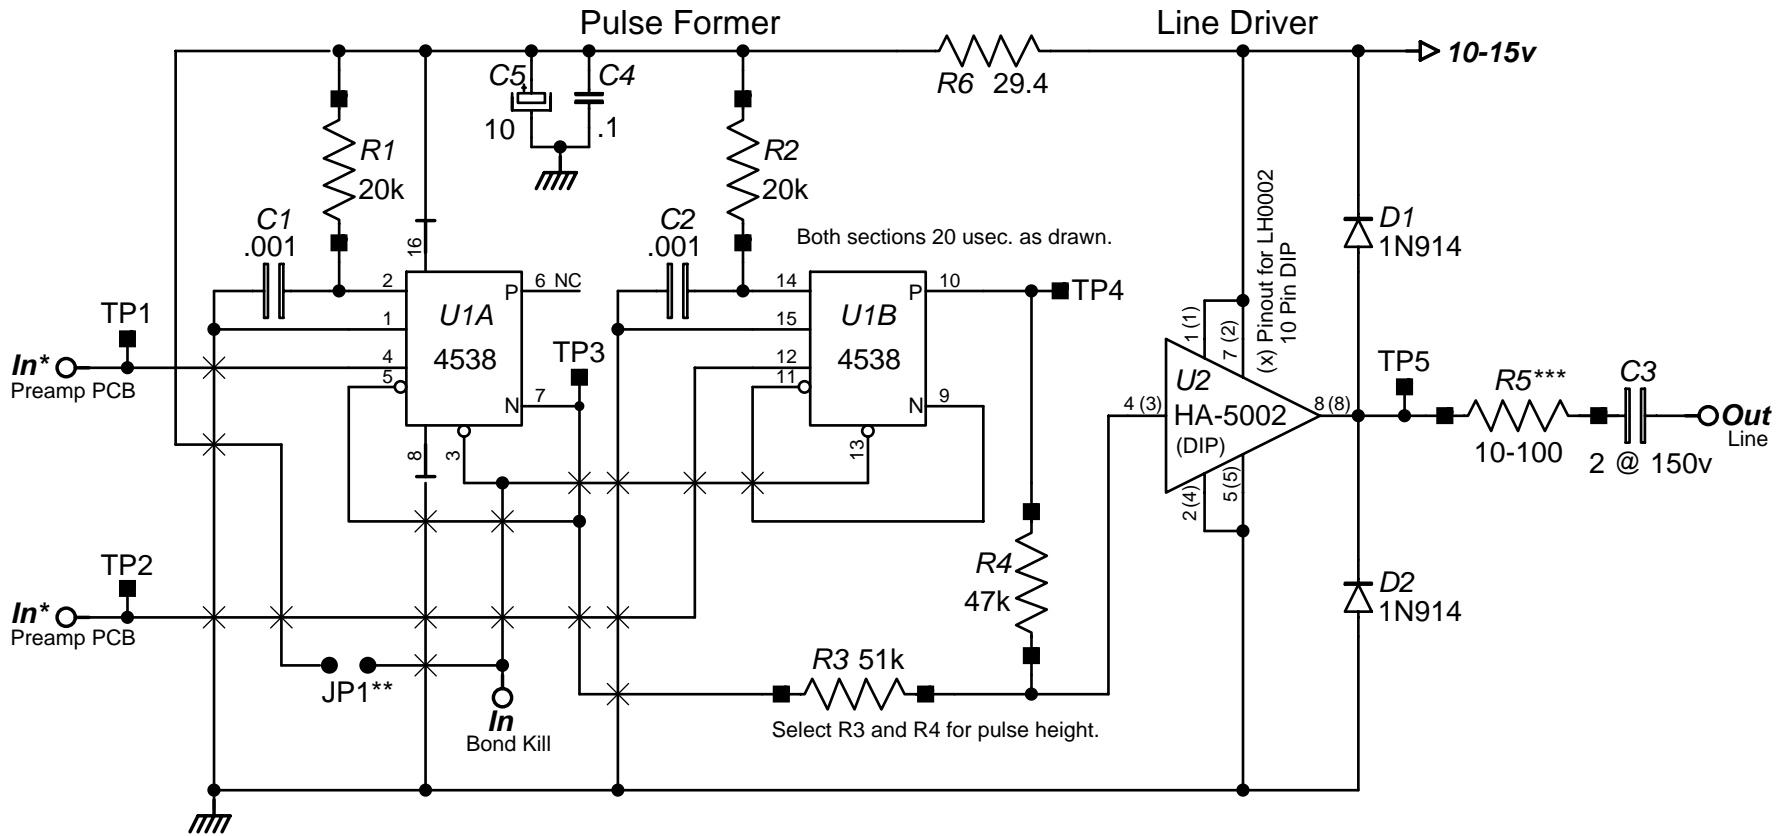 Pulse Former
Line Driver
10-15v
C5
10
C4
.1
R6 29.4
R1
20k
R2
20k
C1
.001
C2
.001
Both sections 20 usec. as drawn.
(x) Pinout for LH0002
10 Pin DIP
D1
1N914
16
2
1
4
5
P
U1A
4538
N
6 NC
7
8
3
14
15
12
11
P
U1B
4538
N
10
9
13
TP1
In*
Preamp PCB
TP3
TP4
1 (1)
7 (2)
4 (3)
U2
HA-5002
(DIP)
8 (8)
2 (4)
5 (5)
TP5
R5***
10-100
C3
2 @ 150v
Out
Line
TP2
In*
Preamp PCB
R4
47k
D2
1N914
JP1**
In
Bond Kill
R3 51k
Select R3 and R4 for pulse height.